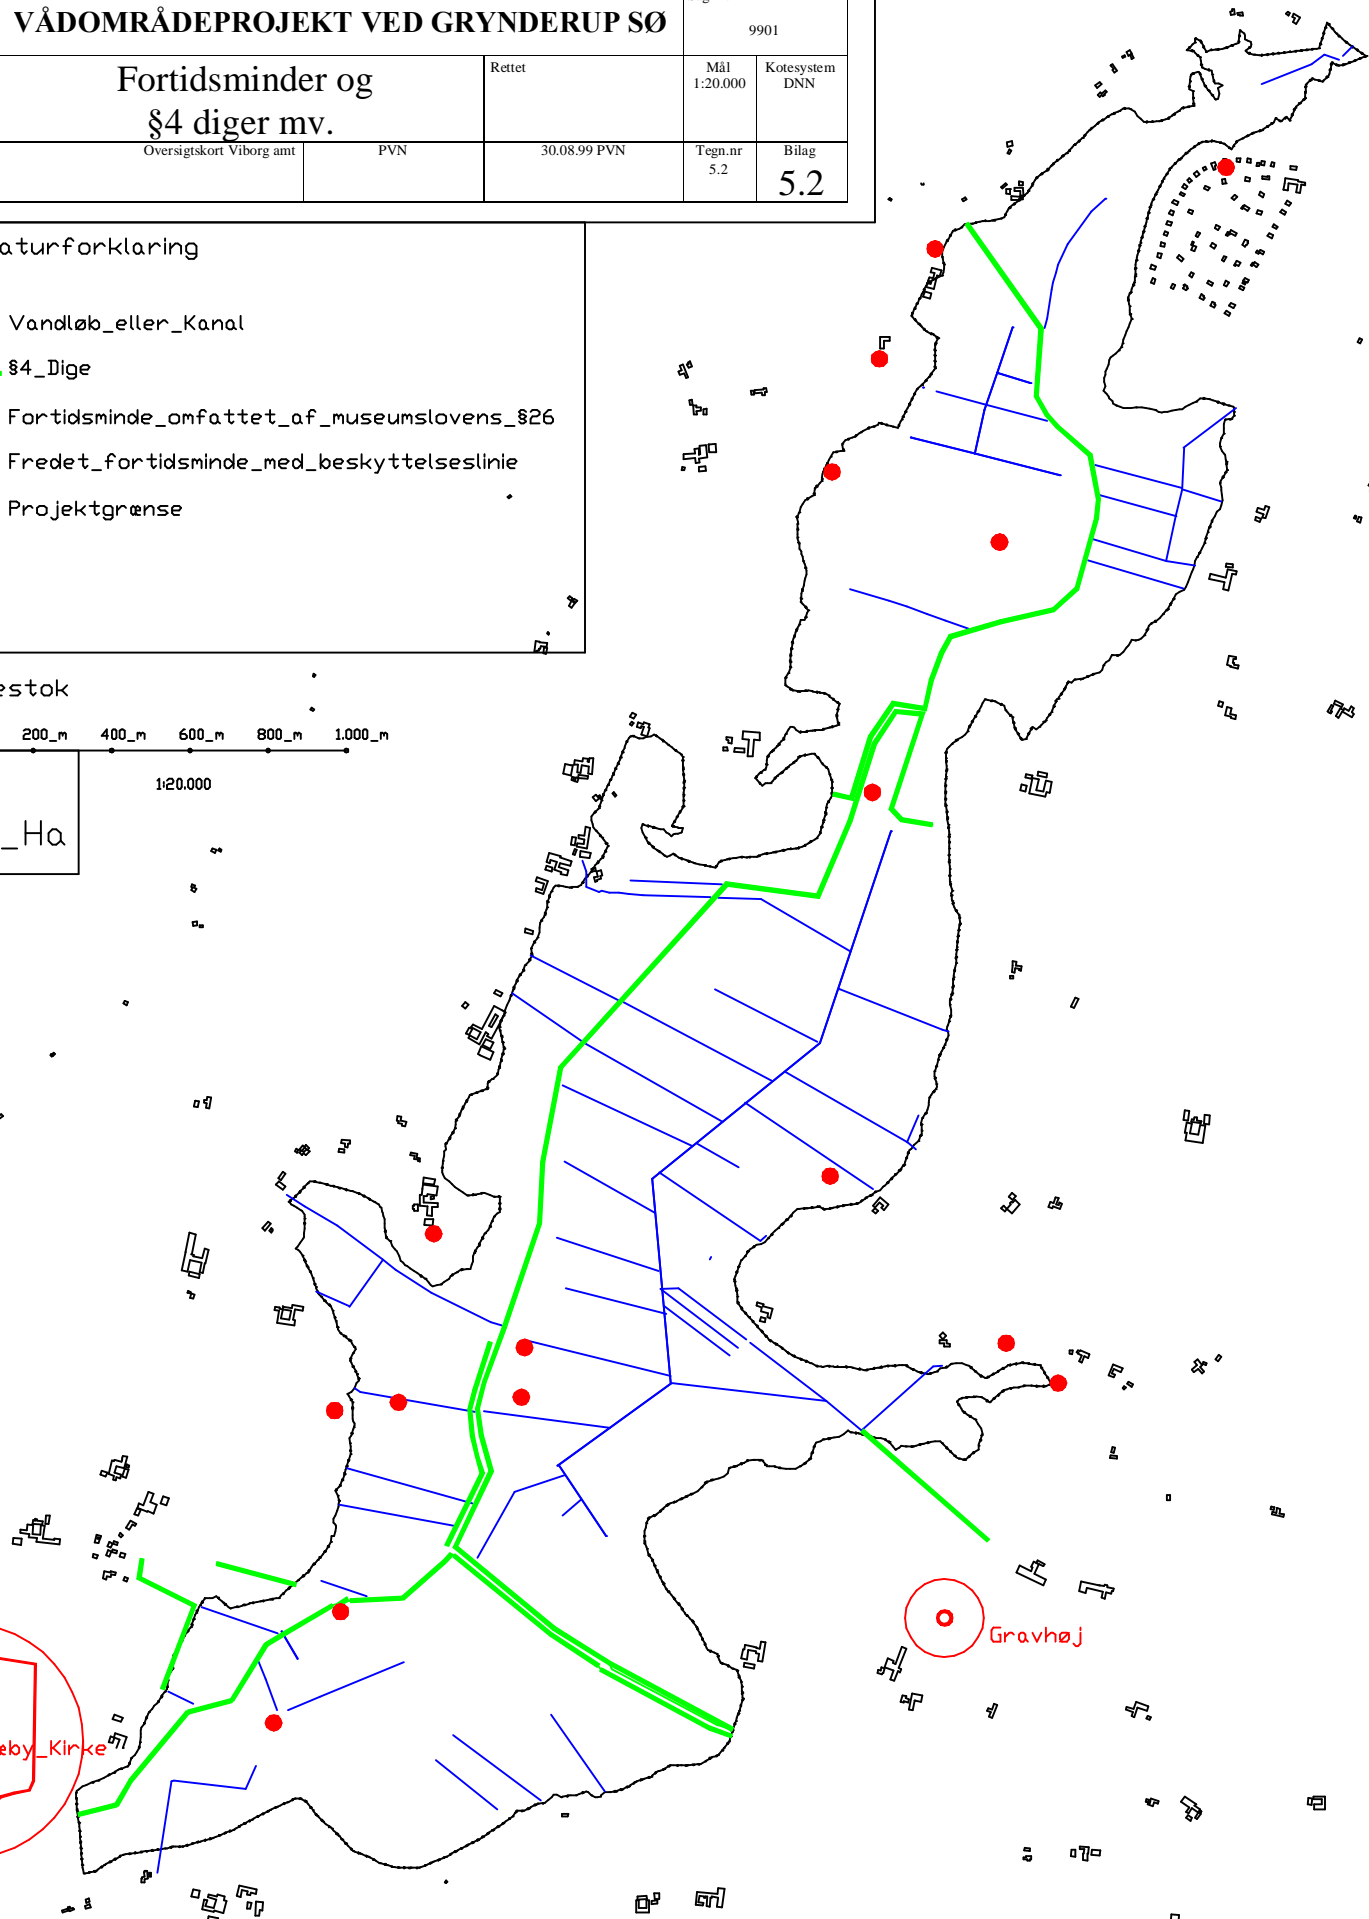 VÅDOMRÅDEPROJEKT VED GRYNDERUP SØ
9901
Fortidsminder og
§4 diger mv.
Rettet
Mål
1:20.000
Kotesystem
DNN
Oversigtskort Viborg amt
PVN
30.08.99 PVN
Tegn.nr
5.2
Bilag
5.2
aturforklaring
Vandløb_eller_Kanal
§4_Dige
Fortidsminde_omfattet_af_museumslovens_§26
Fredet_fortidsminde_med_beskyttelseslinie
Projektgrænse
estok
200_m 400_m 600_m 800_m 1.000_m
1:20.000
_Ha
Gravhøj
æby_Kirke